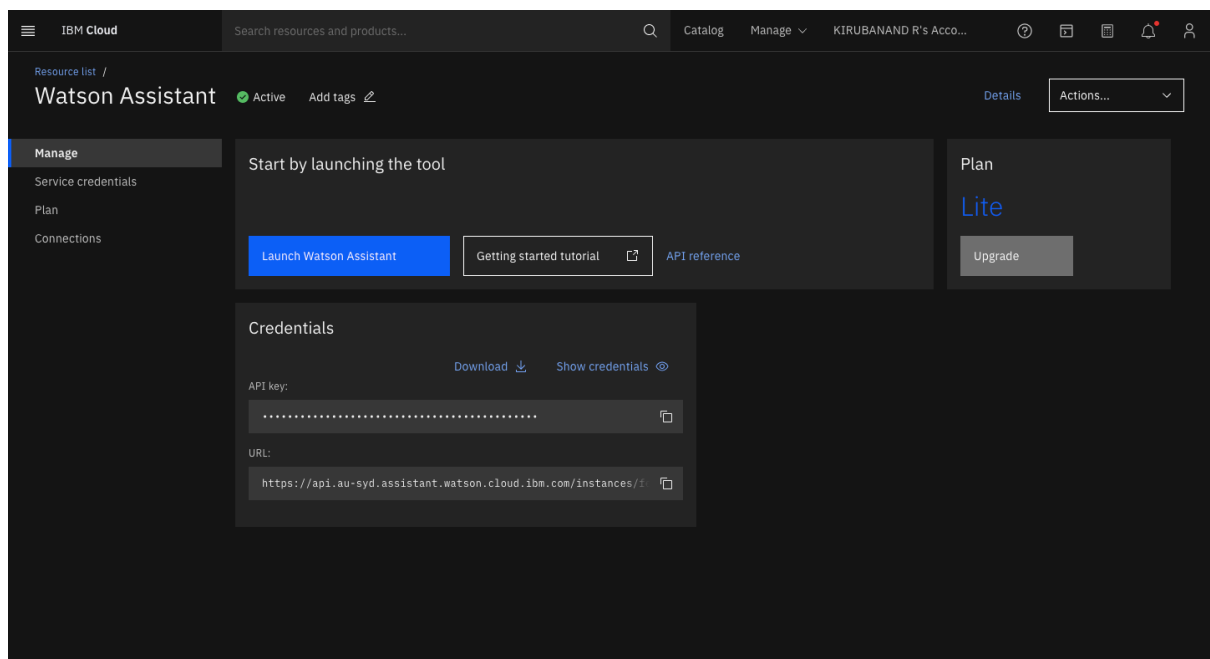 IBM Cloud
Search resources and products...
Catalog
Manage
KIRUBANAND R's Acco...
Resource list /
Watson Assistant
Active
Add tags
Details
Actions...
Manage
Service credentials
Plan
Connections
Start by launching the tool
Launch Watson Assistant
Getting started tutorial
API reference
Plan
Lite
Upgrade
Credentials
Download
Show credentials
API key:
••••••••••••••••••••••••••••••••••••••••••••
URL:
https://api.au-syd.assistant.watson.cloud.ibm.com/instances/